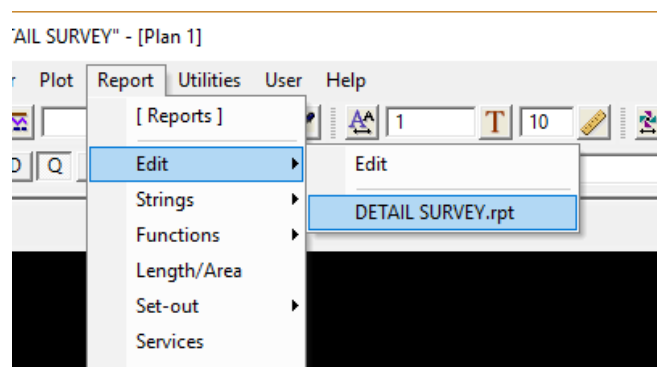 AIL SURVEY" - [Plan 1]
r Plot Report Utilities User Help
[ Reports ] 1 T 10
Q Edit Edit
Strings DETAIL SURVEY.rpt
Functions
Length/Area
Set-out
Services